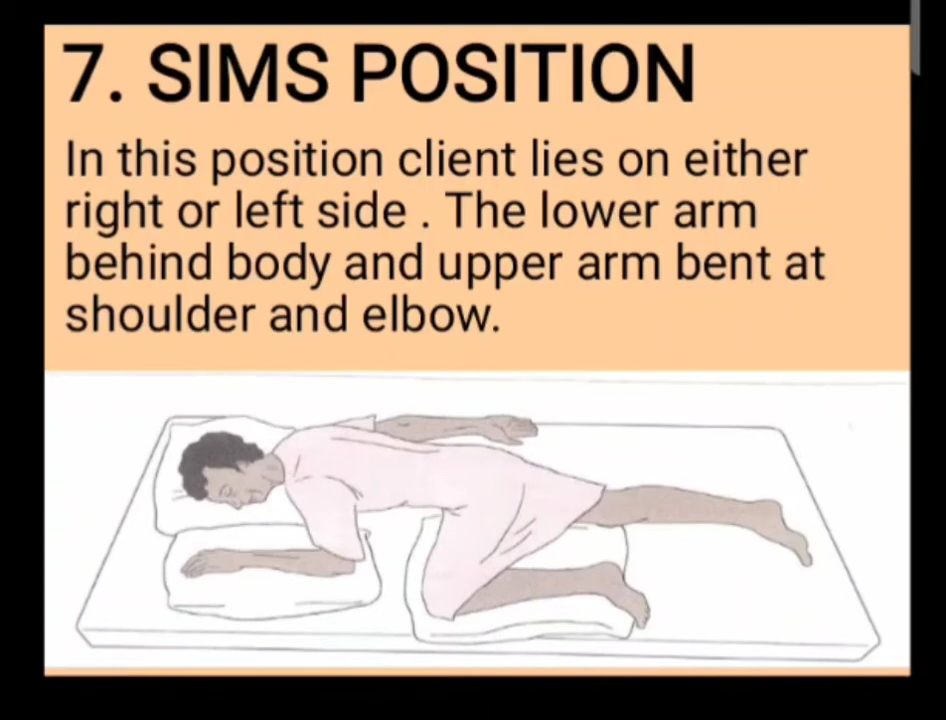 7. SIMS POSITION
In this position client lies on either
right or left side . The lower arm
behind body and upper arm bent at
shoulder and elbow.